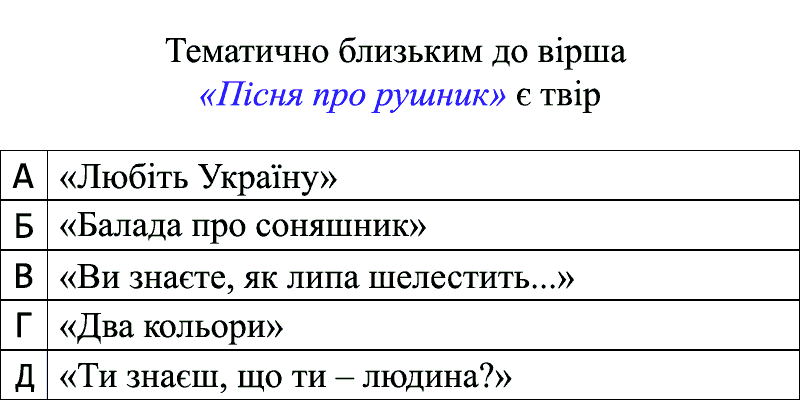 Тематично близьким до вірша
«Пісня про рушник» є твір
А «Любіть Україну»
Б «Балада про соняшник»
В «Ви знаєте, як липа шелестить...»
Г «Два кольори»
Д «Ти знаєш, що ти – людина?»